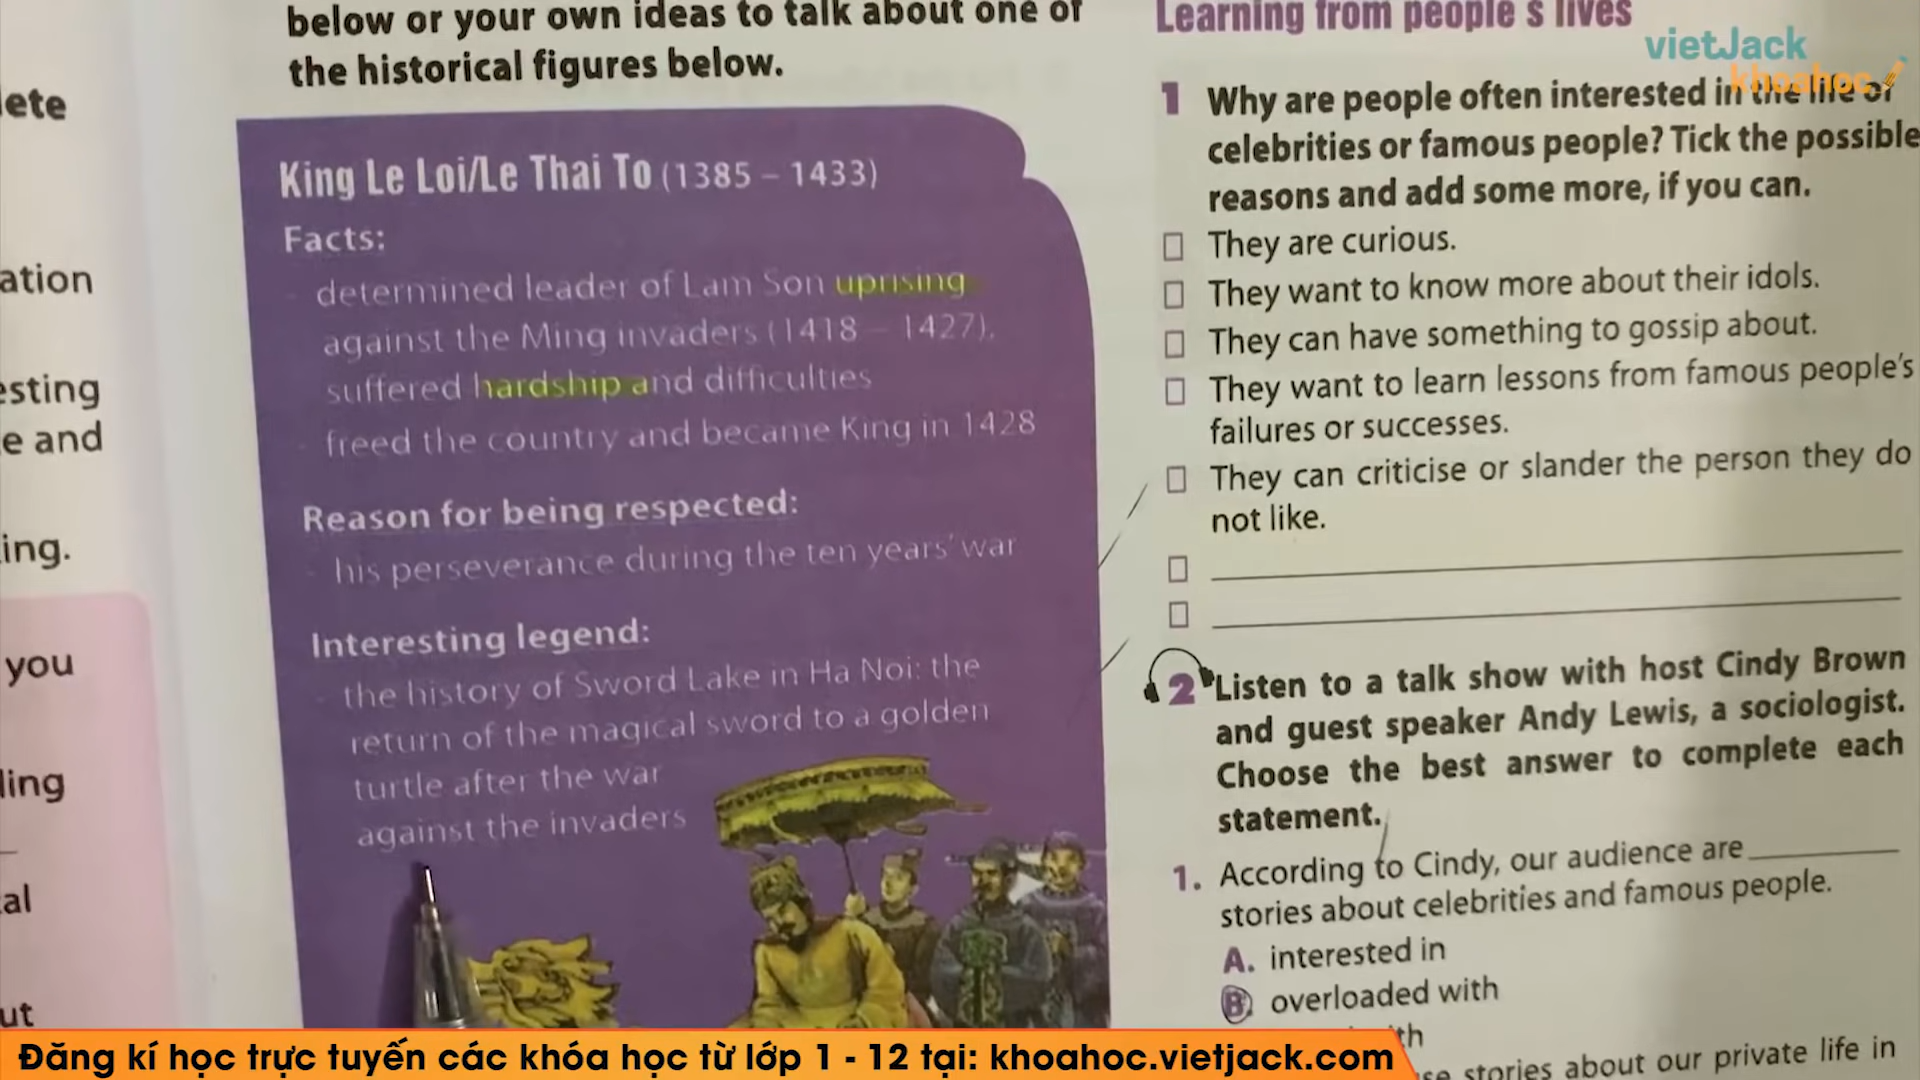 below or your own ideas to talk about one of
the historical figures below.
King Le Loi/Le Thai To (1385 – 1433)
Facts:
- determined leader of Lam Son uprising
against the Ming invaders (1418 – 1427),
suffered hardship and difficulties
- freed the country and became King in 1428
Reason for being respected:
- his perseverance during the ten years' war
Interesting legend:
- the history of Sword Lake in Ha Noi: the
return of the magical sword to a golden
turtle after the war
against the invaders
ation
esting
e and
ing.
you
ling
al
ut
Learning from people's lives
vietJack
khoahoc
1 Why are people often interested in the life of
celebrities or famous people? Tick the possible
reasons and add some more, if you can.
They are curious.
They want to know more about their idols.
They can have something to gossip about.
They want to learn lessons from famous people's
failures or successes.
They can criticise or slander the person they do
not like.
2 Listen to a talk show with host Cindy Brown
and guest speaker Andy Lewis, a sociologist.
Choose the best answer to complete each
statement.
1. According to Cindy, our audience are
stories about celebrities and famous people.
A. interested in
B. overloaded with
th
se stories about our private life in
Đăng kí học trực tuyến các khóa học từ lớp 1 - 12 tại: khoahoc.vietjack.com